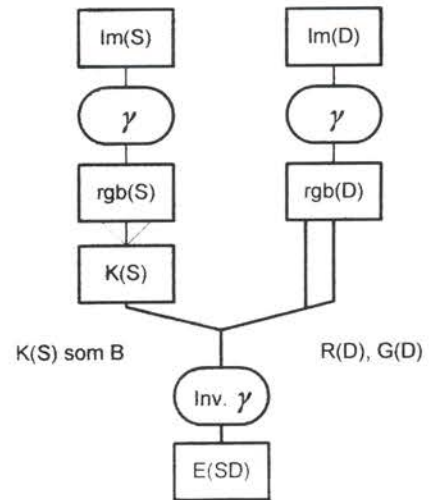 Im(S) Im(D)
γ γ
rgb(S) rgb(D)
K(S)
K(S) som B R(D), G(D)
Inv. γ
E(SD)